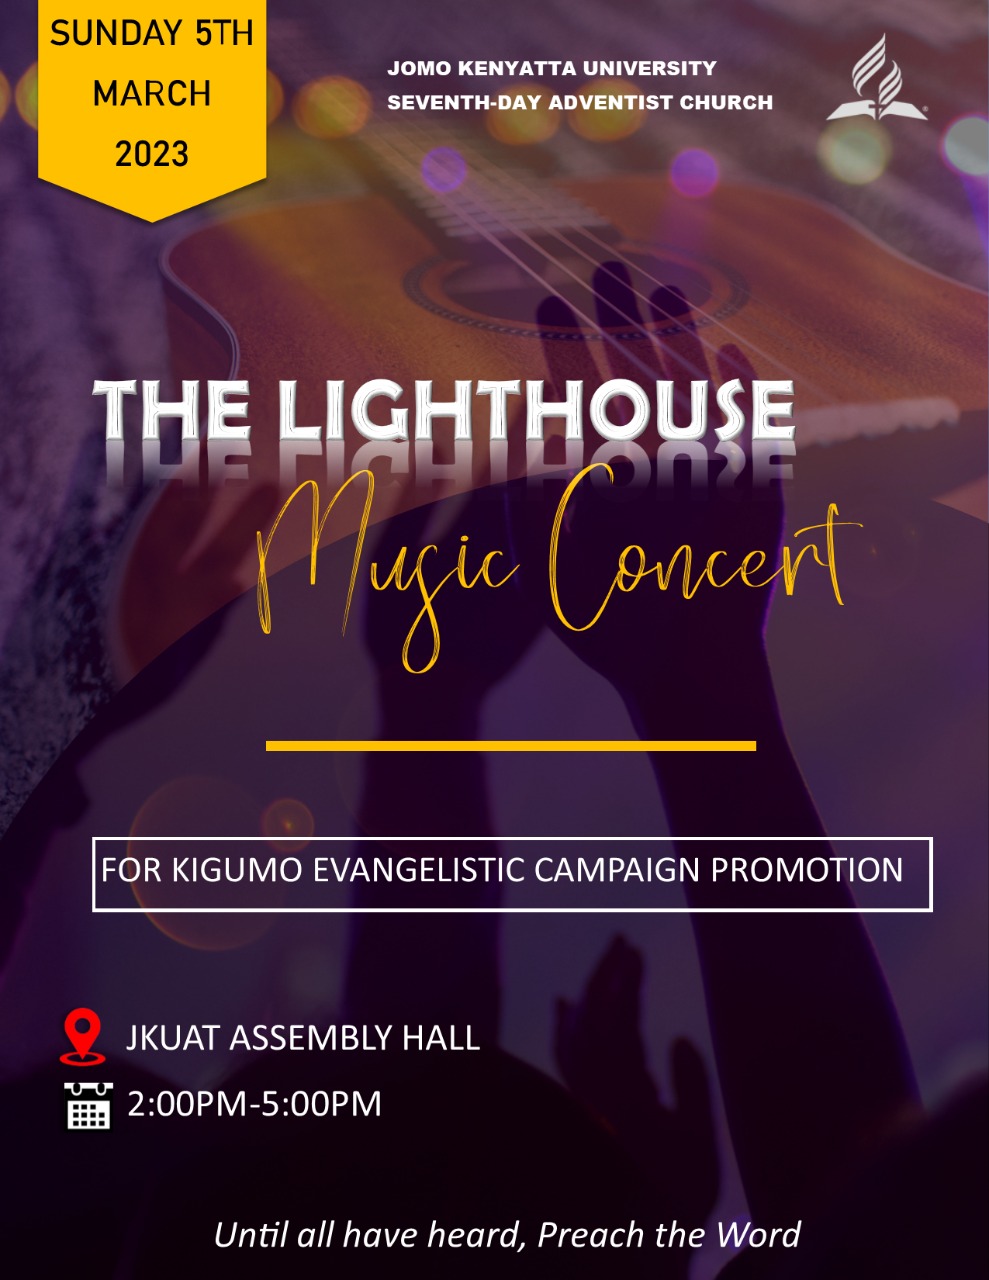 SUNDAY 5TH
MARCH
2023
JOMO KENYATTA UNIVERSITY
SEVENTH-DAY ADVENTIST CHURCH
®
THE LIGHTHOUSE
Music Concert
FOR KIGUMO EVANGELISTIC CAMPAIGN PROMOTION
JKUAT ASSEMBLY HALL
2:00PM-5:00PM
Until all have heard, Preach the Word